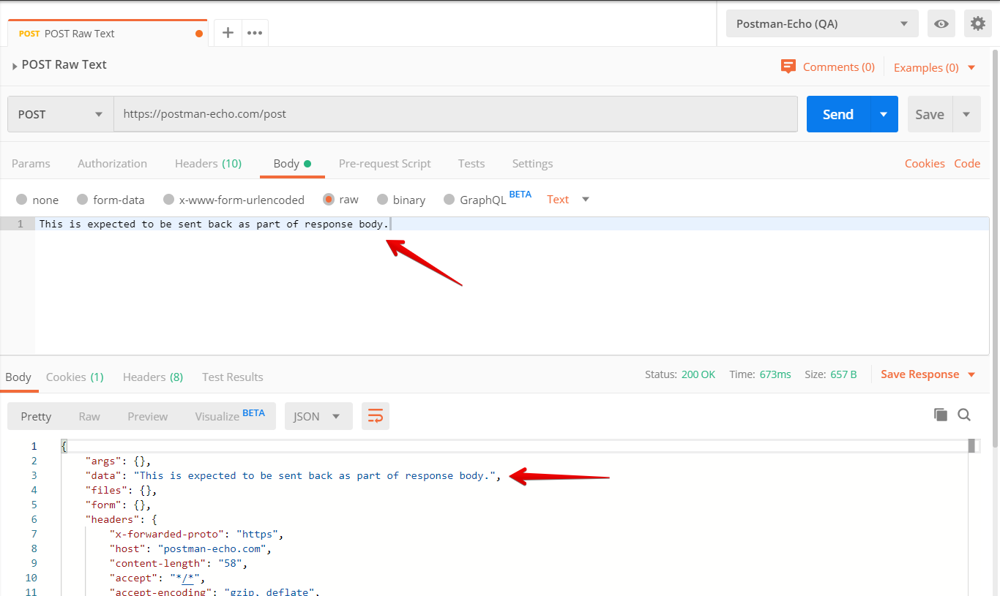 POST POST Raw Text
Postman-Echo (QA)
POST Raw Text
Comments (0) Examples (0)
POST https://postman-echo.com/post Send Save
Params Authorization Headers (10) Body Pre-request Script Tests Settings Cookies Code
none form-data x-www-form-urlencoded raw binary GraphQL BETA Text
1 This is expected to be sent back as part of response body.
Body Cookies (1) Headers (8) Test Results Status: 200 OK Time: 673ms Size: 657 B Save Response
Pretty Raw Preview Visualize BETA JSON
1 {
2 "args": {},
3 "data": "This is expected to be sent back as part of response body.",
4 "files": {},
5 "form": {},
6 "headers": {
7 "x-forwarded-proto": "https",
8 "host": "postman-echo.com",
9 "content-length": "58",
10 "accept": "*/*",
11 "accept-encoding": "gzip, deflate",